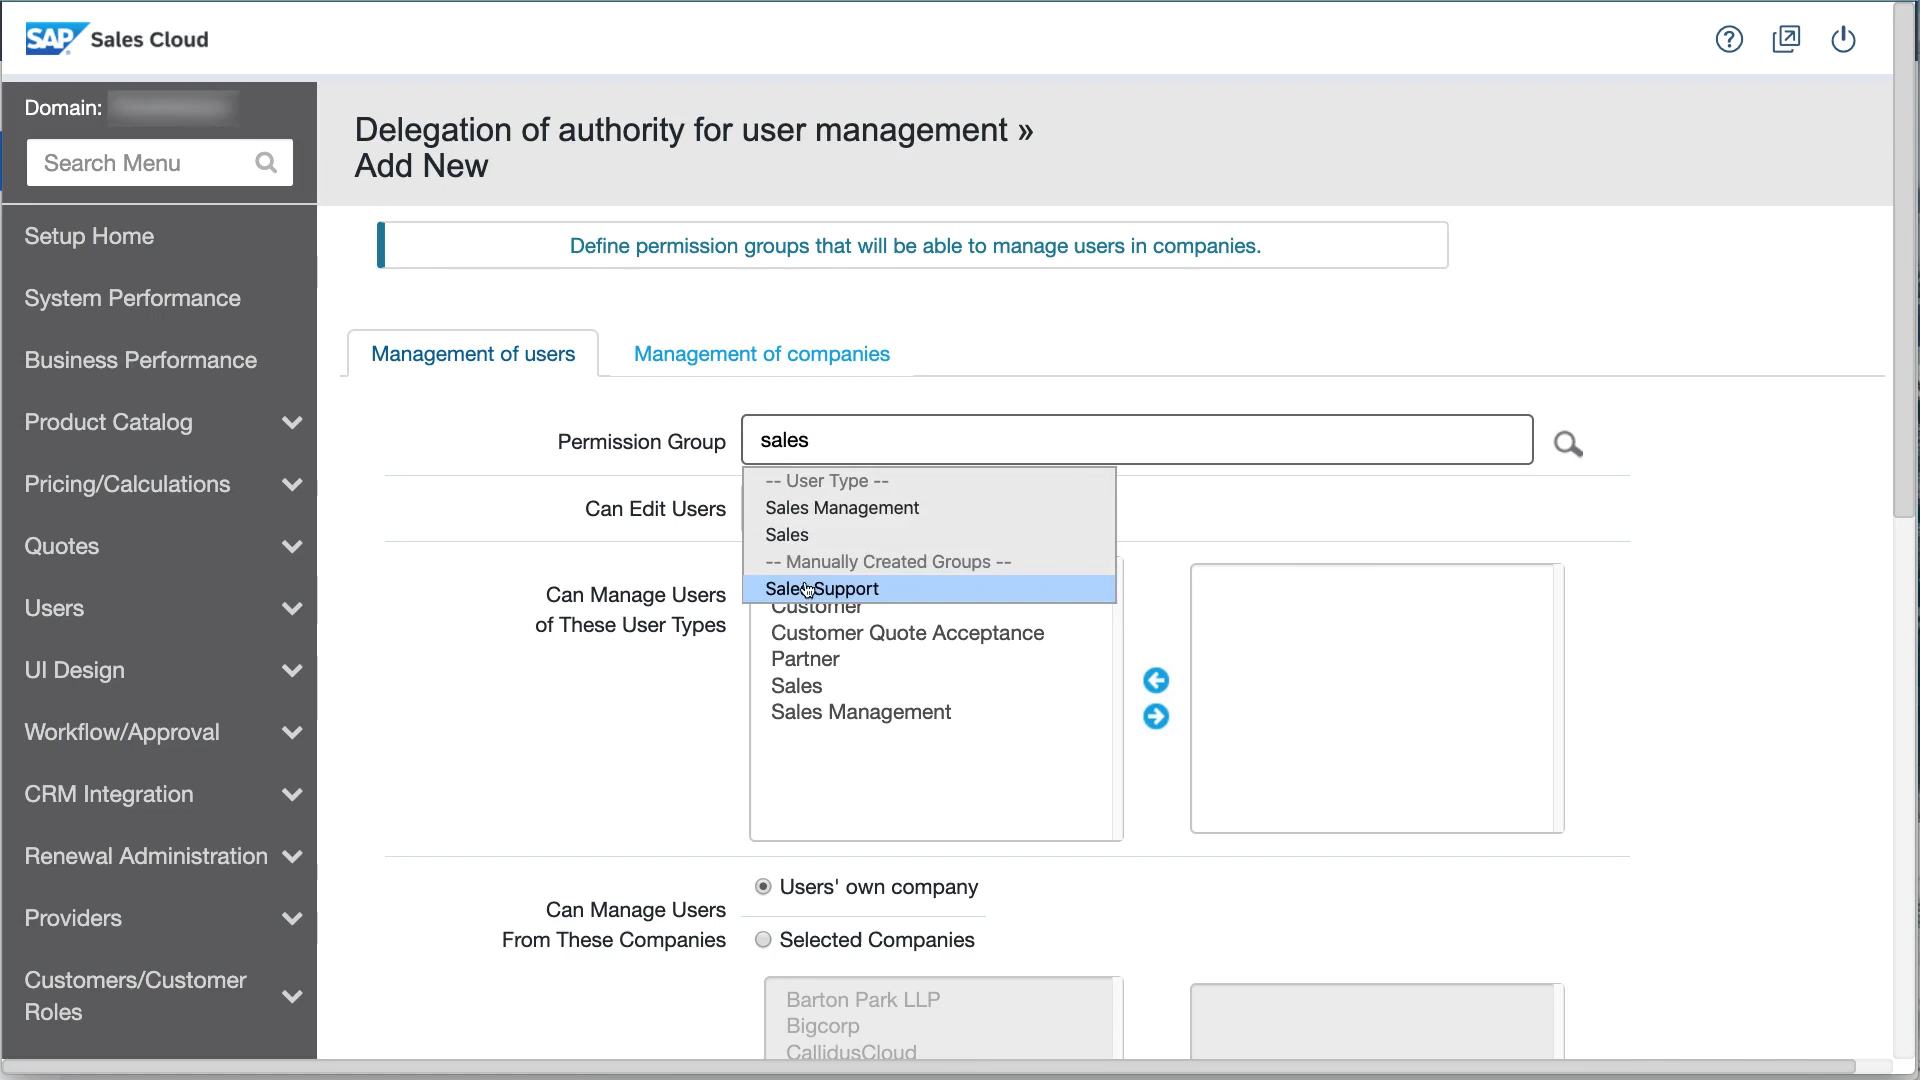 SAP Sales Cloud
Domain:
Search Menu
Setup Home
System Performance
Business Performance
Product Catalog
Pricing/Calculations
Quotes
Users
UI Design
Workflow/Approval
CRM Integration
Renewal Administration
Providers
Customers/Customer
Roles
Delegation of authority for user management »
Add New
Define permission groups that will be able to manage users in companies.
Management of users
Management of companies
Permission Group
sales
-- User Type --
Sales Management
Sales
-- Manually Created Groups --
Sales Support
Can Edit Users
Can Manage Users
of These User Types
Customer
Customer Quote Acceptance
Partner
Sales
Sales Management
Can Manage Users
From These Companies
Users' own company
Selected Companies
Barton Park LLP
Bigcorp
CallidusCloud